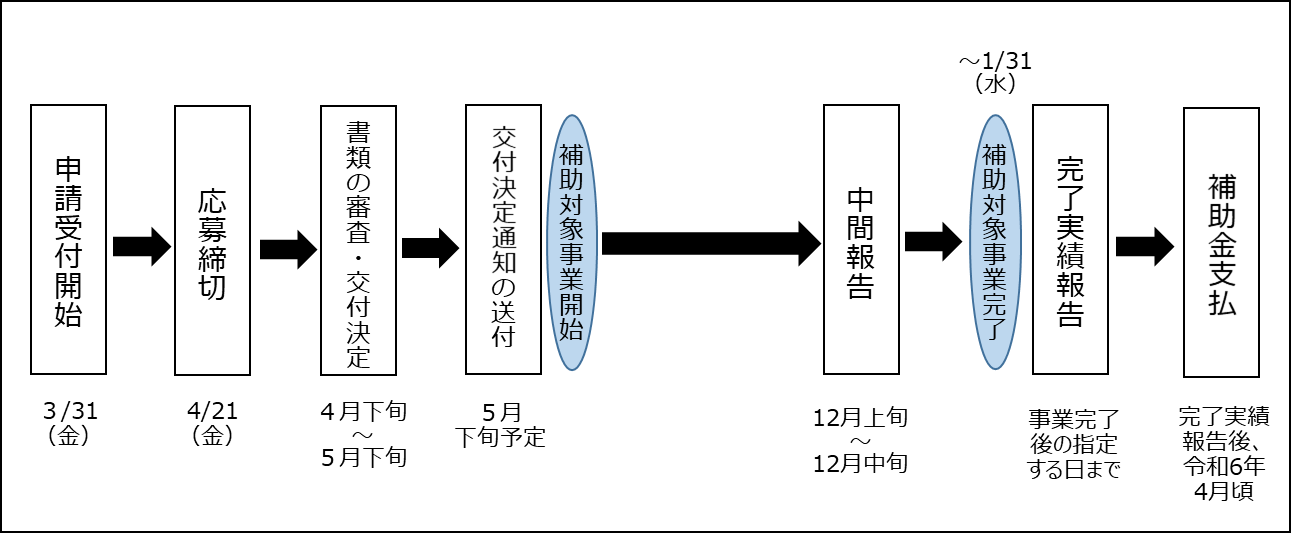 申請受付開始
３/31
（金）
応募締切
4/21
（金）
書類の審査・交付決定
４月下旬
～
５月下旬
交付決定通知の送付
５月
下旬予定
補助対象事業開始
中間報告
12月上旬
～
12月中旬
～1/31
（水）
補助対象事業完了
完了実績報告
事業完了
後の指定
する日まで
補助金支払
完了実績
報告後、
令和6年
4月頃